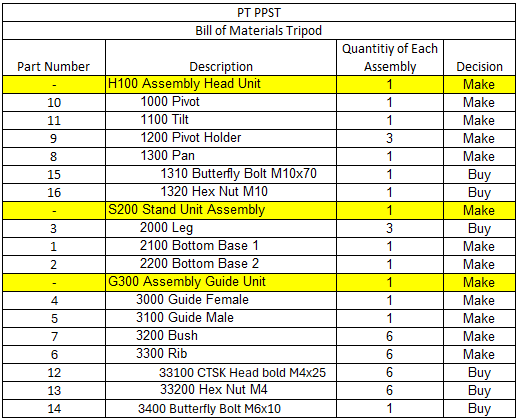 PT PPST
Bill of Materials Tripod
Part Number Description Quantitiy of Each Assembly Decision
- H100 Assembly Head Unit 1 Make
10 1000 Pivot 1 Make
11 1100 Tilt 1 Make
9 1200 Pivot Holder 3 Make
8 1300 Pan 1 Make
15 1310 Butterfly Bolt M10x70 1 Buy
16 1320 Hex Nut M10 1 Buy
- S200 Stand Unit Assembly 1 Make
3 2000 Leg 3 Buy
1 2100 Bottom Base 1 1 Make
2 2200 Bottom Base 2 1 Make
- G300 Assembly Guide Unit 1 Make
4 3000 Guide Female 1 Make
5 3100 Guide Male 1 Make
7 3200 Bush 6 Make
6 3300 Rib 6 Make
12 33100 CTSK Head bold M4x25 6 Buy
13 33200 Hex Nut M4 6 Buy
14 3400 Butterfly Bolt M6x10 1 Buy